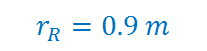 r_R = 0.9 m